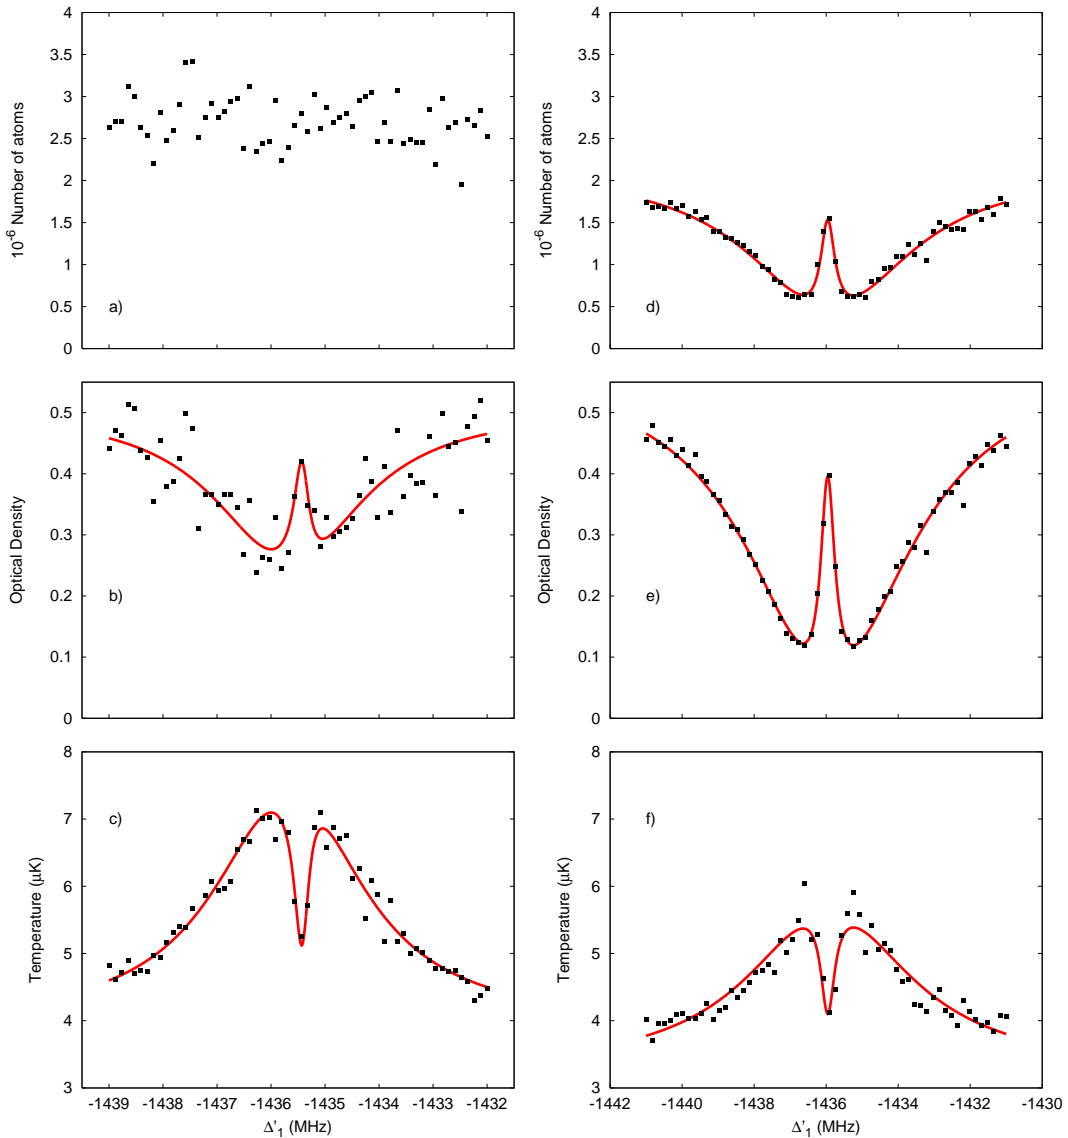 4
3.5
3
2.5
2
1.5
1
0.5
0
10⁻⁶ Number of atoms
a)
4
3.5
3
2.5
2
1.5
1
0.5
0
10⁻⁶ Number of atoms
d)
0.5
0.4
0.3
0.2
0.1
0
Optical Density
b)
0.5
0.4
0.3
0.2
0.1
0
Optical Density
e)
8
7
6
5
4
3
Temperature (μK)
c)
-1439 -1438 -1437 -1436 -1435 -1434 -1433 -1432
Δ'₁ (MHz)
8
7
6
5
4
3
Temperature (μK)
f)
-1442 -1440 -1438 -1436 -1434 -1432 -1430
Δ'₁ (MHz)